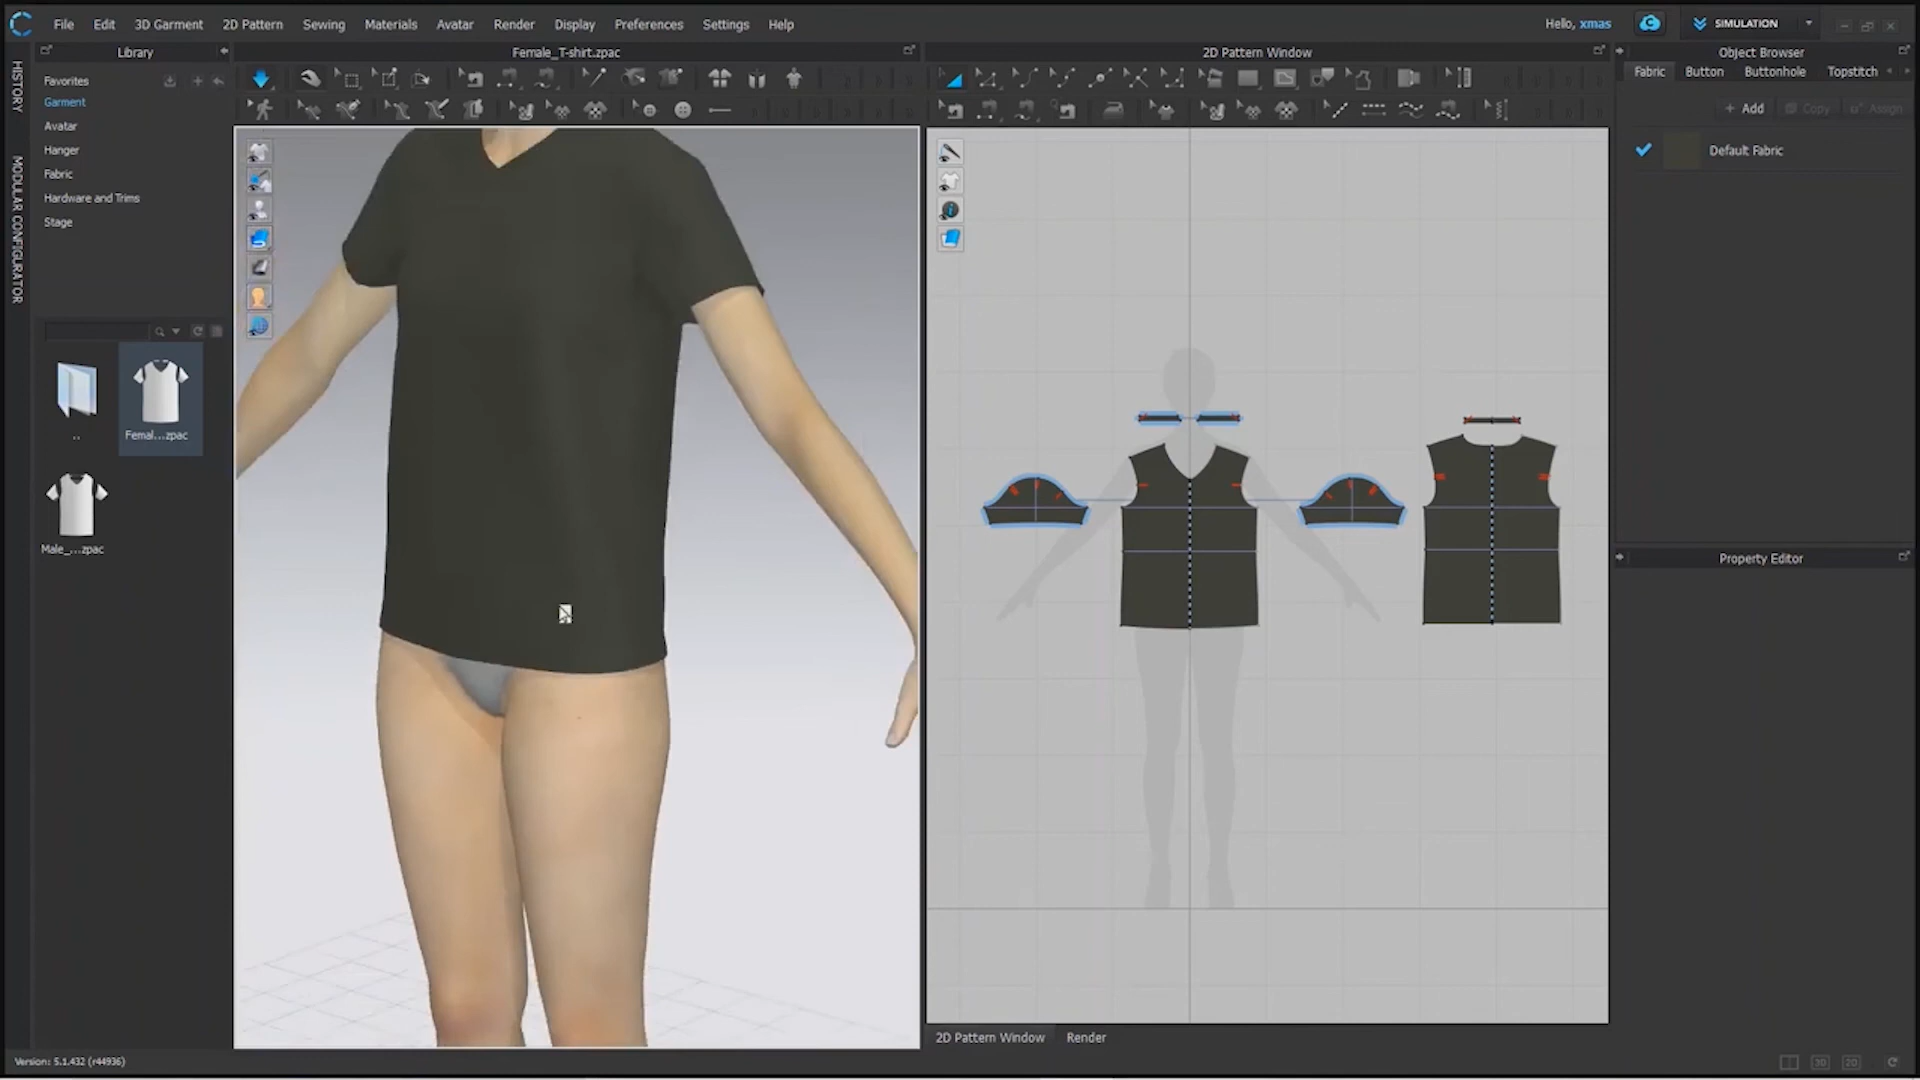 File Edit 3D Garment 2D Pattern Sewing Materials Avatar Render Display Preferences Settings Help
Hello, xmas
SIMULATION
Library
Female_T-shirt.zpac
2D Pattern Window
Object Browser
HISTORY
MODULAR CONFIGURATOR
Favorites
Garment
Avatar
Hanger
Fabric
Hardware and Trims
Stage
Fabric Button Buttonhole Topstitch
+ Add Copy Assign
Default Fabric
..
Femal...zpac
Male_...zpac
Property Editor
2D Pattern Window Render
Version: 5.1.432 (r44936)
3D
2D